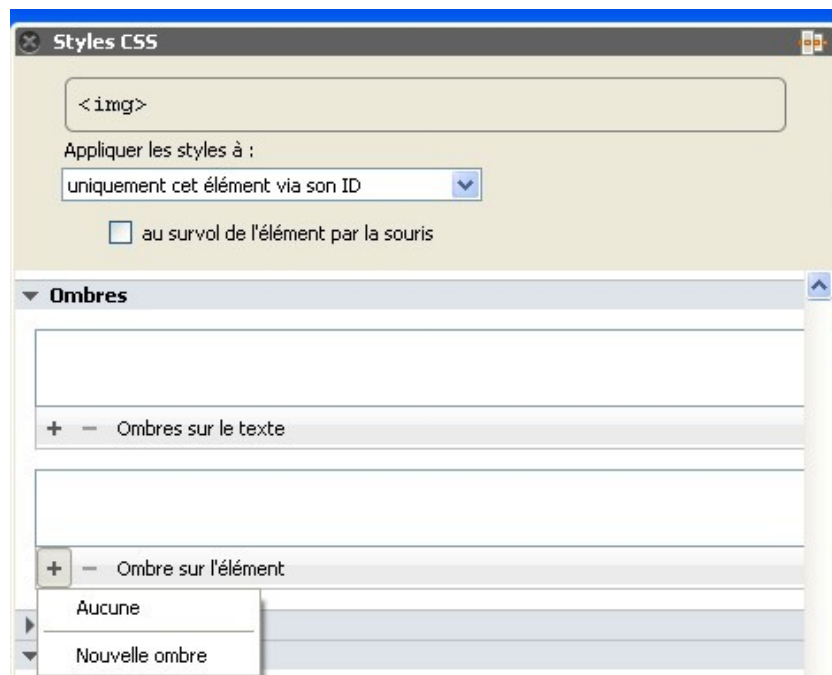 Styles CSS
<img>
Appliquer les styles à :
uniquement cet élément via son ID
au survol de l'élément par la souris
Ombres
+ − Ombres sur le texte
+ − Ombre sur l'élément
Aucune
Nouvelle ombre